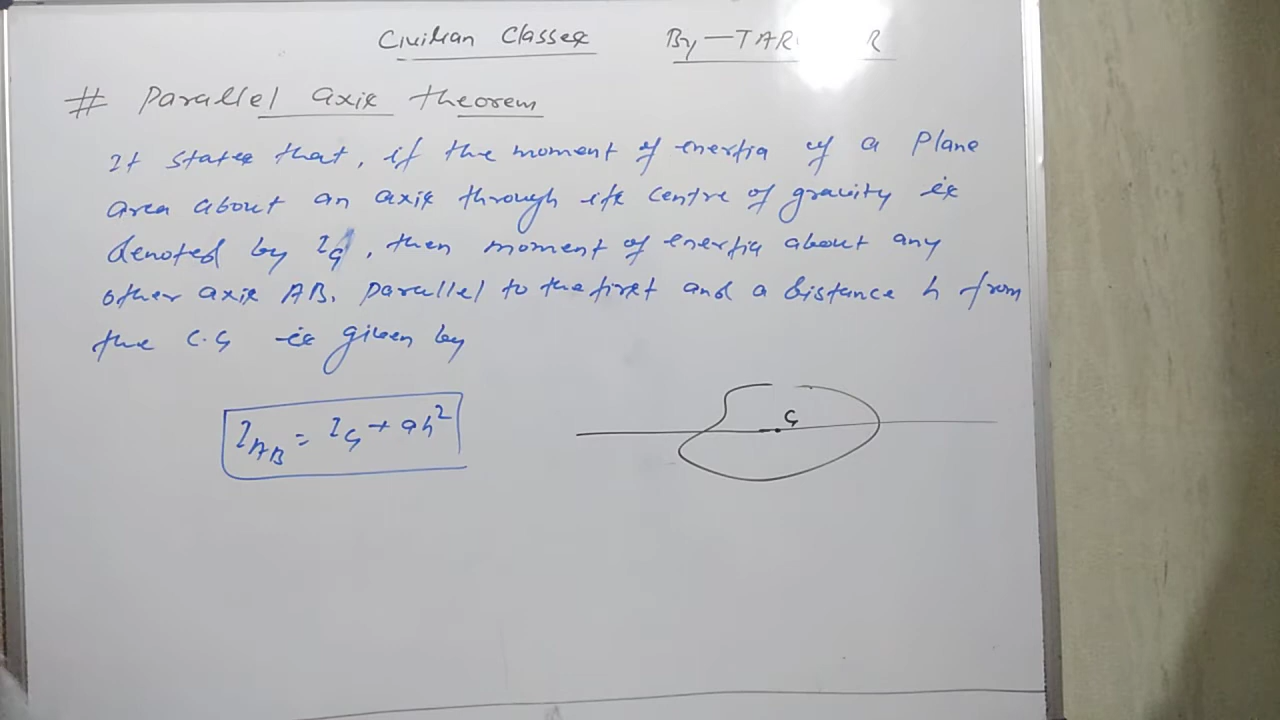 Civilian Classes By - TAR R
# Parallel axis theorem
It states that, if the moment of enertia of a Plane
area about an axis through its centre of gravity is
denoted by IG, then moment of enertia about any
other axis AB, Parallel to the first and a distance h from
the C.G is given by
IAB = IG + ah²
G